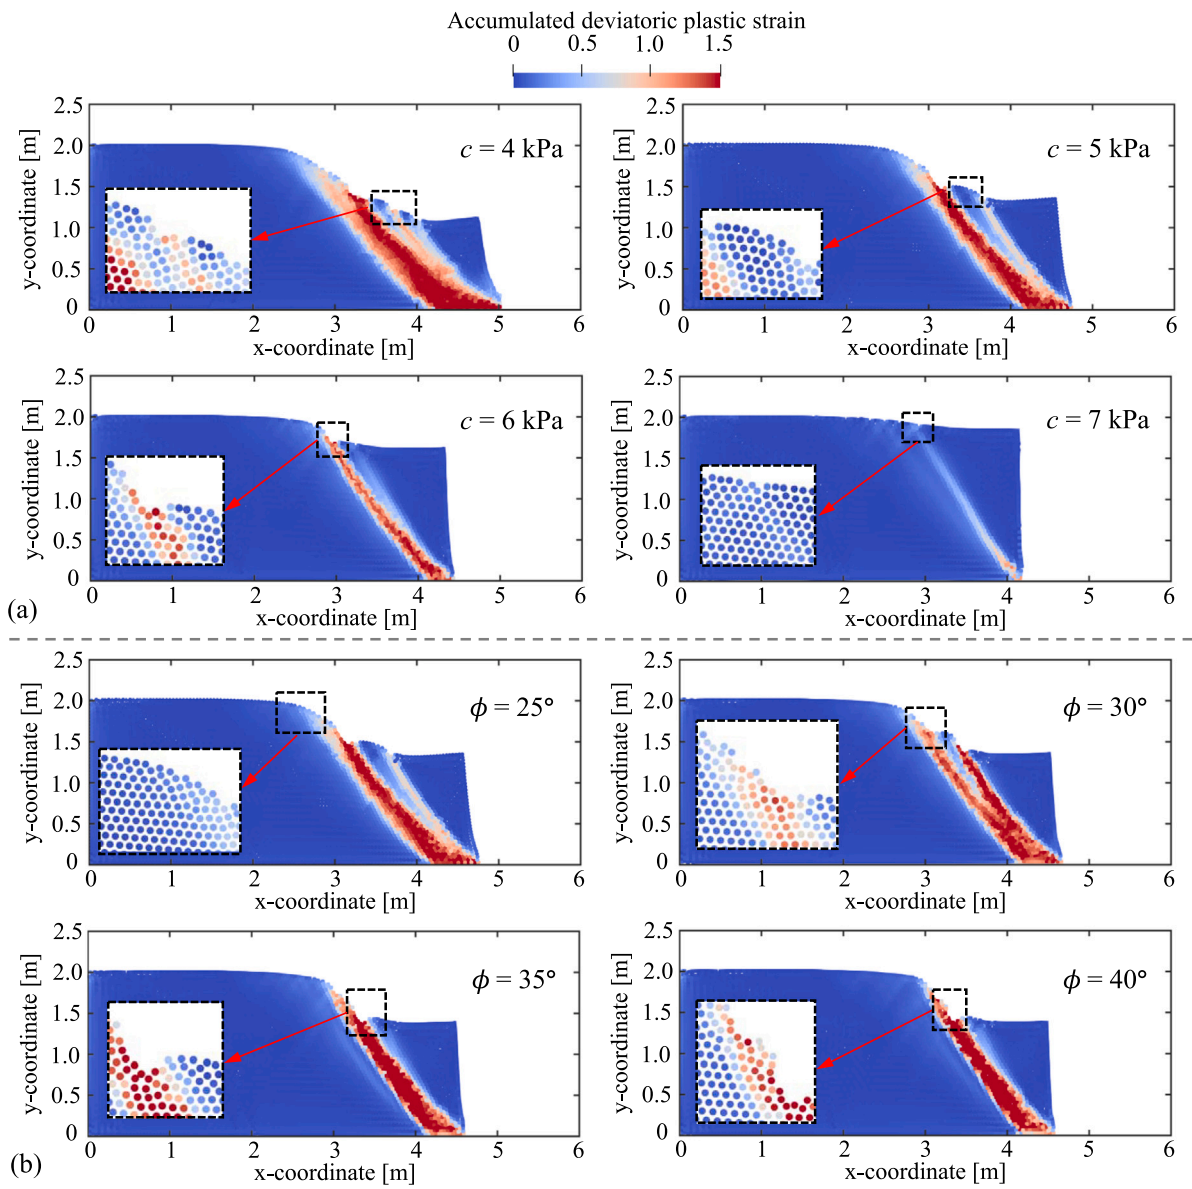 Accumulated deviatoric plastic strain
0 0.5 1.0 1.5
2.5
2.0
1.5
1.0
0.5
0
y-coordinate [m]
c = 4 kPa
0 1 2 3 4 5 6
x-coordinate [m]
2.5
2.0
1.5
1.0
0.5
0
y-coordinate [m]
c = 5 kPa
0 1 2 3 4 5 6
x-coordinate [m]
2.5
2.0
1.5
1.0
0.5
0
y-coordinate [m]
c = 6 kPa
0 1 2 3 4 5 6
x-coordinate [m]
2.5
2.0
1.5
1.0
0.5
0
y-coordinate [m]
c = 7 kPa
0 1 2 3 4 5 6
x-coordinate [m]
(a)
2.5
2.0
1.5
1.0
0.5
0
y-coordinate [m]
ϕ = 25°
0 1 2 3 4 5 6
x-coordinate [m]
2.5
2.0
1.5
1.0
0.5
0
y-coordinate [m]
ϕ = 30°
0 1 2 3 4 5 6
x-coordinate [m]
2.5
2.0
1.5
1.0
0.5
0
y-coordinate [m]
ϕ = 35°
0 1 2 3 4 5 6
x-coordinate [m]
2.5
2.0
1.5
1.0
0.5
0
y-coordinate [m]
ϕ = 40°
0 1 2 3 4 5 6
x-coordinate [m]
(b)